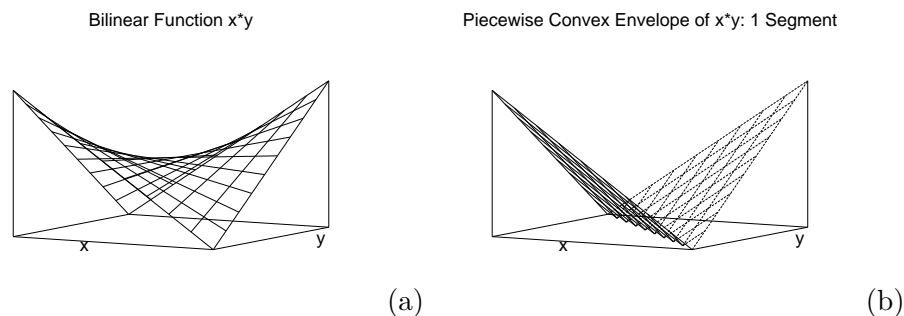 Bilinear Function x*y
x
y
(a)
Piecewise Convex Envelope of x*y: 1 Segment
x
y
(b)